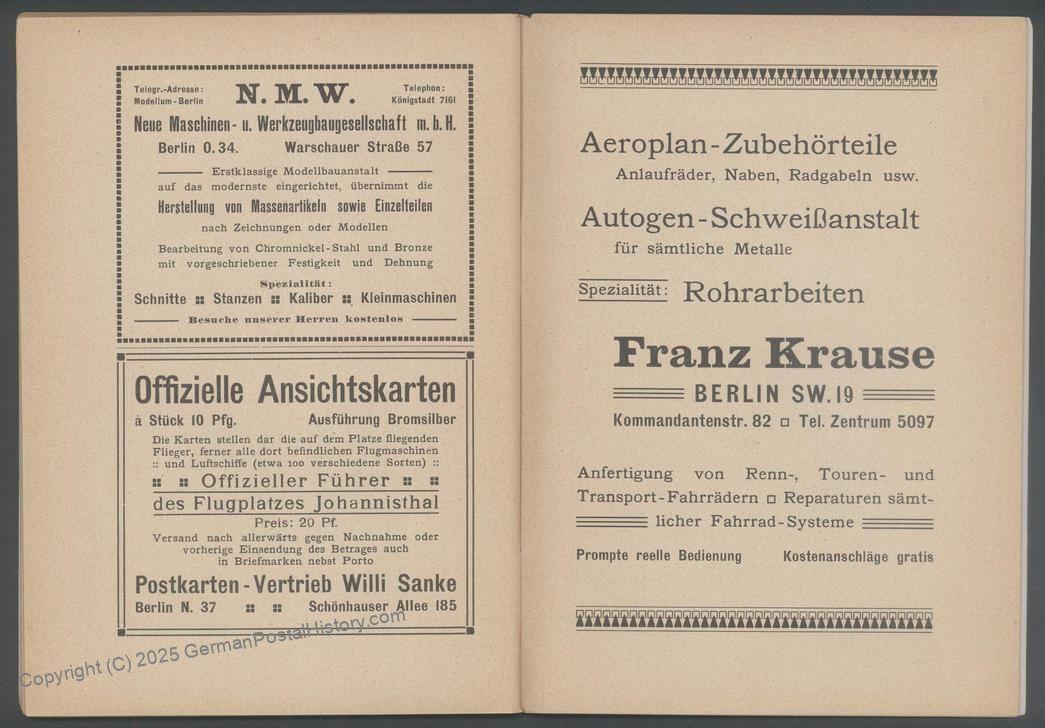 Telegr.-Adresse:
Modellum-Berlin
N. M. W.
Telephon:
Königstadt 7161
Neue Maschinen- u. Werkzeugbaugesellschaft m. b. H.
Berlin O. 34. Warschauer Straße 57
Erstklassige Modellbauanstalt
auf das modernste eingerichtet, übernimmt die
Herstellung von Massenartikeln sowie Einzelteilen
nach Zeichnungen oder Modellen
Bearbeitung von Chromnickel-Stahl und Bronze
mit vorgeschriebener Festigkeit und Dehnung
Spezialität:
Schnitte :: Stanzen :: Kaliber :: Kleinmaschinen
Besuche unserer Herren kostenlos
Offizielle Ansichtskarten
à Stück 10 Pfg. Ausführung Bromsilber
Die Karten stellen dar die auf dem Platze fliegenden
Flieger, ferner alle dort befindlichen Flugmaschinen
:: und Luftschiffe (etwa 100 verschiedene Sorten) ::
:: :: Offizieller Führer :: ::
des Flugplatzes Johannisthal
Preis: 20 Pf.
Versand nach allerwärts gegen Nachnahme oder
vorherige Einsendung des Betrages auch
in Briefmarken nebst Porto
Postkarten-Vertrieb Willi Sanke
Berlin N. 37 :: :: Schönhauser Allee 185
Copyright (C) 2025 GermanPostalHistory.com
Aeroplan-Zubehörteile
Anlaufräder, Naben, Radgabeln usw.
Autogen-Schweißanstalt
für sämtliche Metalle
Spezialität: Rohrarbeiten
Franz Krause
BERLIN SW. 19
Kommandantenstr. 82 □ Tel. Zentrum 5097
Anfertigung von Renn-, Touren- und
Transport-Fahrrädern □ Reparaturen sämt-
licher Fahrrad-Systeme
Prompte reelle Bedienung Kostenanschläge gratis